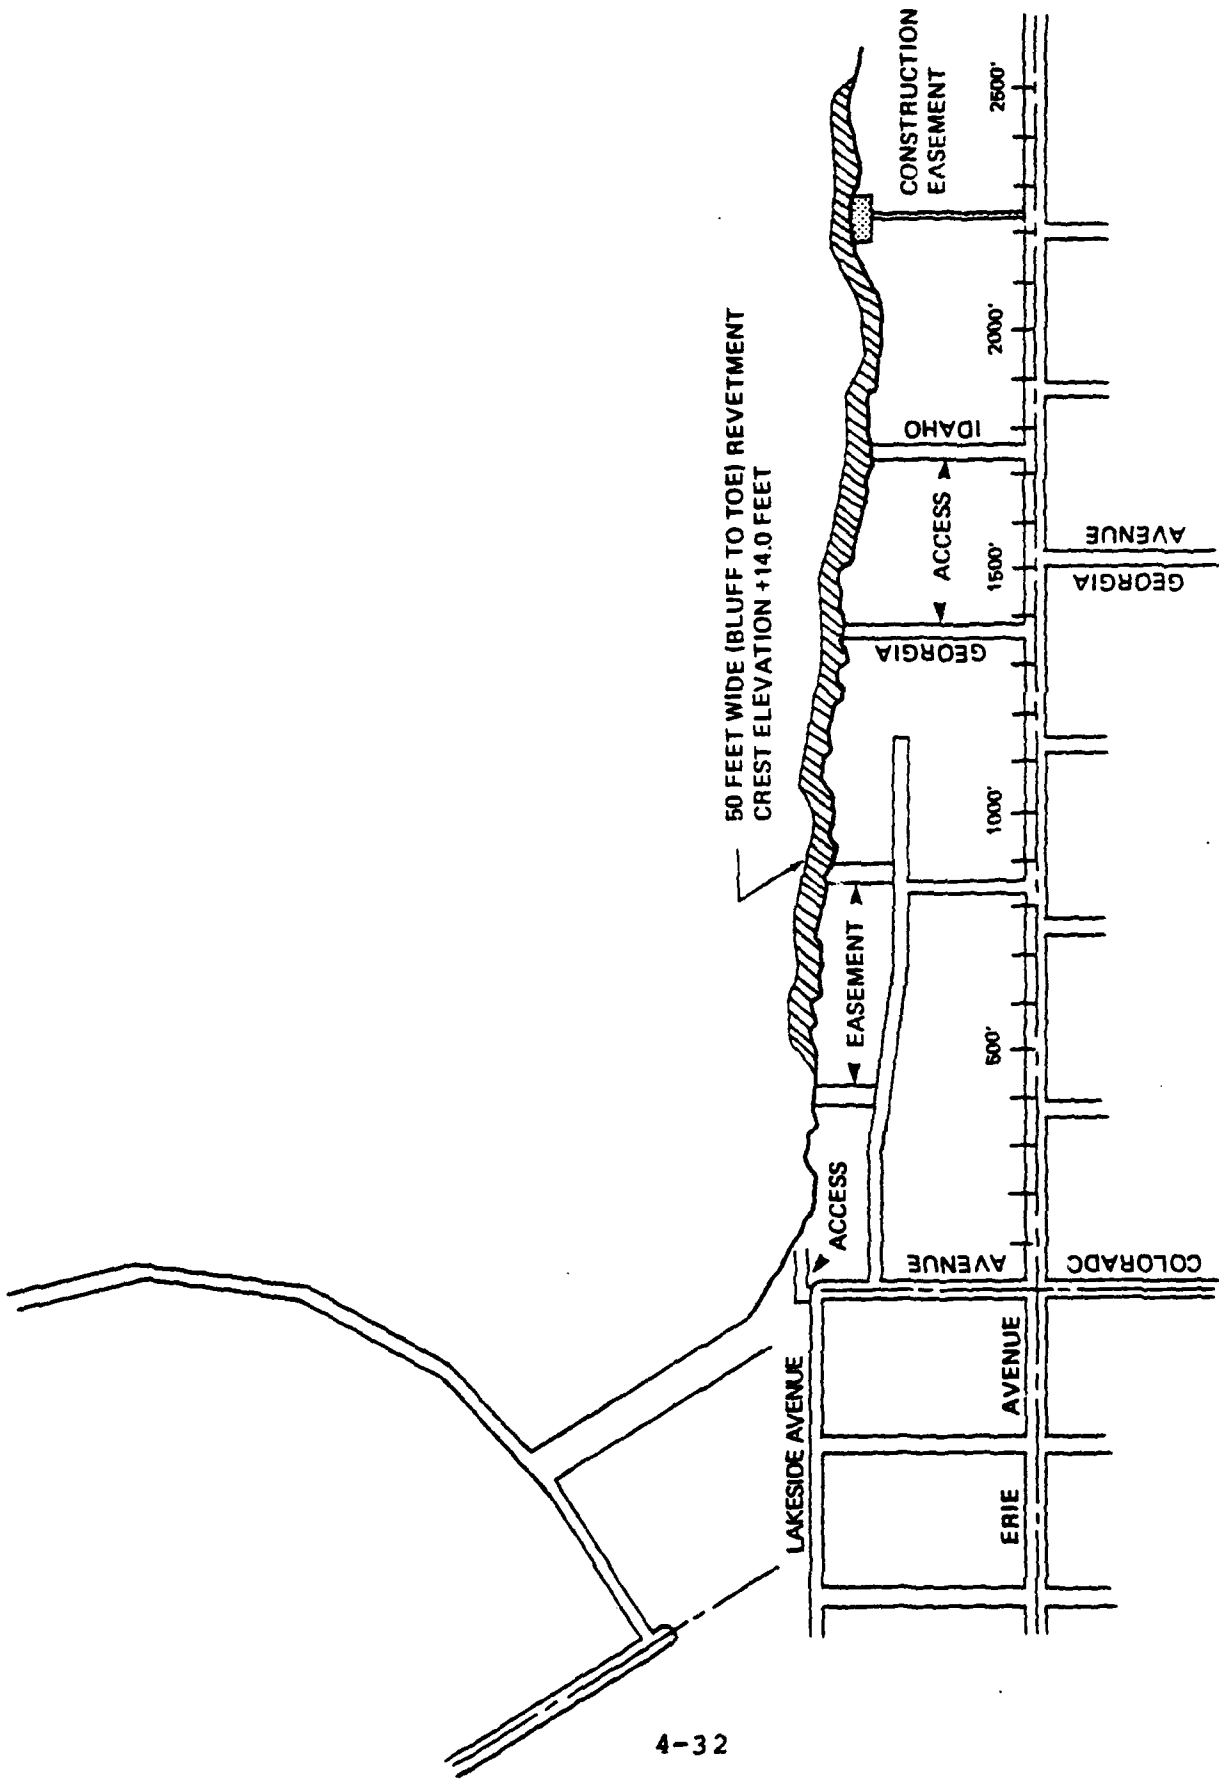 50 FEET WIDE (BLUFF TO TOE) REVETMENT
CREST ELEVATION +14.0 FEET
CONSTRUCTION
EASEMENT
LAKESIDE AVENUE
ACCESS
EASEMENT
GEORGIA
ACCESS
IDAHO
500'
1000'
1500'
2000'
2500'
ERIE AVENUE
COLORADO AVENUE
GEORGIA AVENUE
4-32